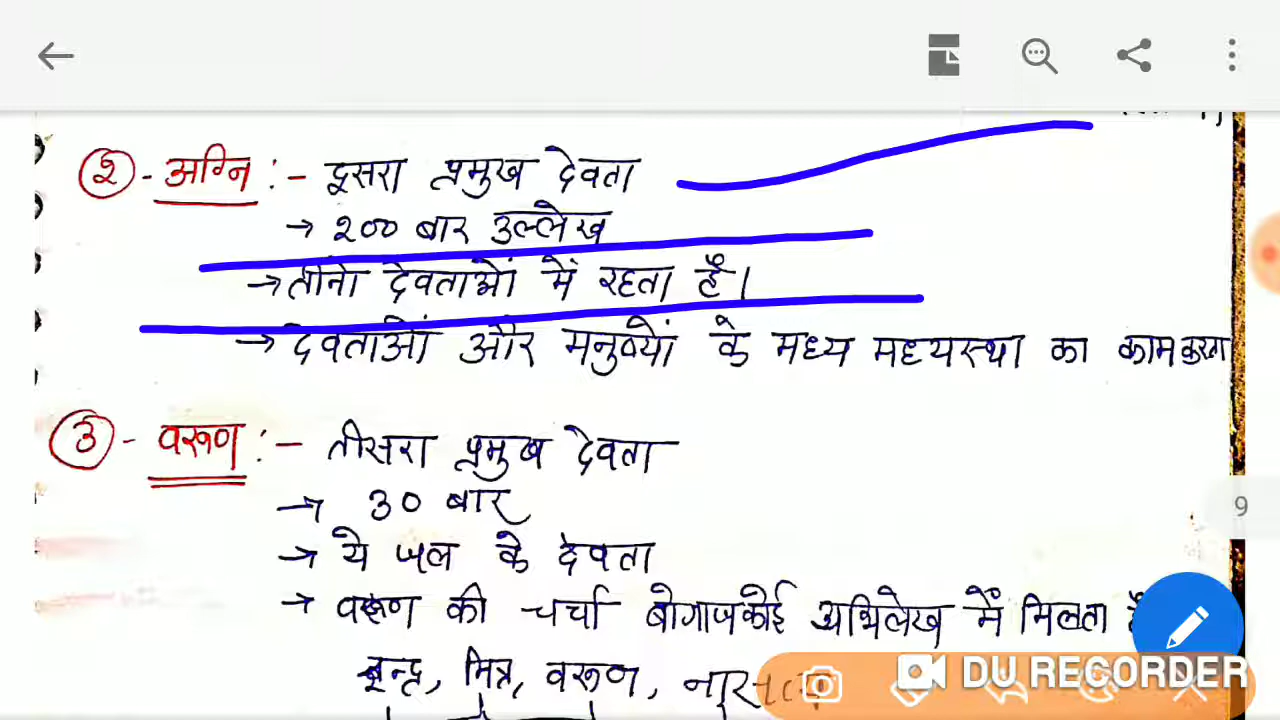 ② - अग्नि :- दूसरा प्रमुख देवता
→ २०० बार उल्लेख
→ तीनो देवताओं में रहता है।
→ देवताओं और मनुष्यों के मध्य मध्यस्था का काम करता
③ - वरूण :- तीसरा प्रमुख देवता
→ 30 बार
→ ये जल के देवता
→ वरूण की चर्चा बोगाजकोई अभिलेख में मिलता है
इन्द्र, मित्र, वरूण,
9
DU RECORDER